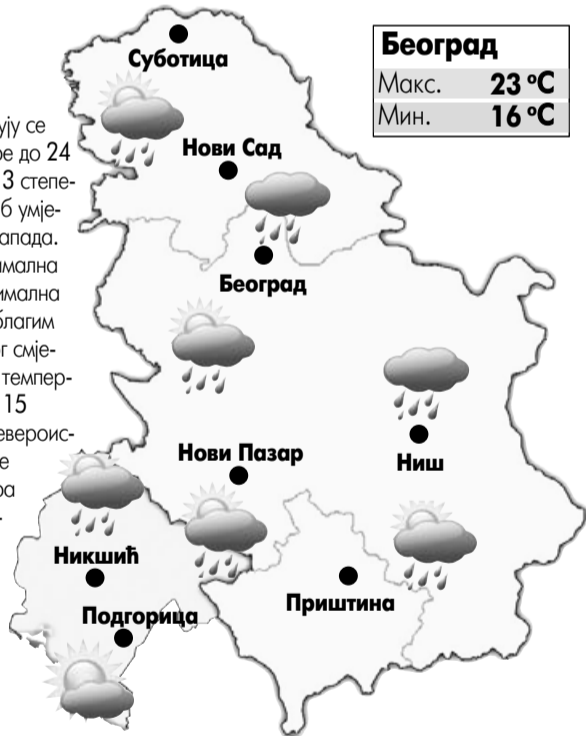 Суботица
Београд
Макс. 23 °C
Мин. 16 °C
ују се
ре до 24
3 степе-
б умје-
апада.
имална
имална
благим
г смје-
темпер-
15
евероис-
е
ра
Нови Сад
Београд
Нови Пазар
Ниш
Никшић
Приштина
Подгорица